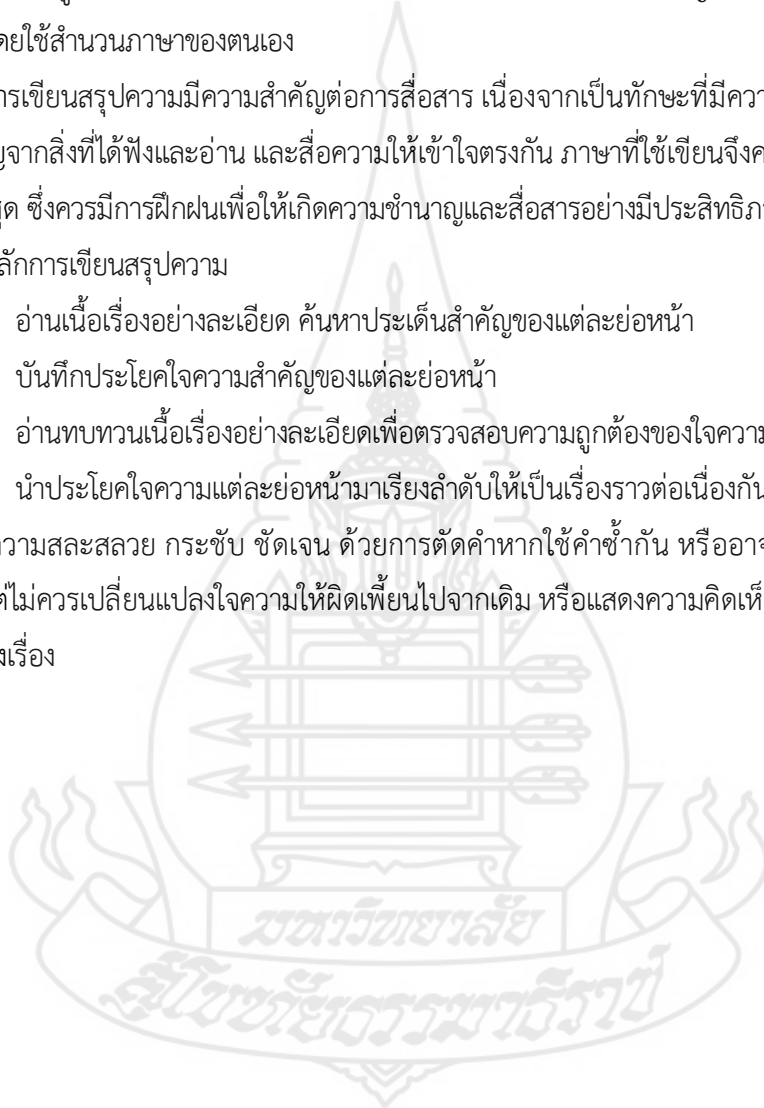 โดยใช้สำนวนภาษาของตนเอง
การเขียนสรุปความมีความสำคัญต่อการสื่อสาร เนื่องจากเป็นทักษะที่มี
จากสิ่งที่ได้ฟังและอ่าน และสื่อความให้เข้าใจตรงกัน ภาษาที่ใช้เขียนจึง
ซึ่งควรมีการฝึกฝนเพื่อให้เกิดความชำนาญและสื่อสารอย่างมี
หลักการเขียนสรุปความ
อ่านเนื้อเรื่องอย่างละเอียด ค้นหาประเด็นสำคัญของแต่ละย่อหน้า
บันทึกประโยคใจความสำคัญของแต่ละย่อหน้า
อ่านทบทวนเนื้อเรื่องอย่างละเอียดเพื่อตรวจสอบความถูกต้องของใจความ
นำประโยคใจความแต่ละย่อหน้ามาเรียงลำดับให้เป็นเรื่องราวต่อเนื่องกัน
ความสละสลวย กระชับ ชัดเจน ด้วยการตัดคำหากใช้คำซ้ำกัน หรืออาจ
แต่ไม่ควรเปลี่ยนแปลงใจความให้ผิดเพี้ยนไปจากเดิม หรือแสดงความคิด
เรื่อง
มหาวิทยาลัย
สุโขทัยธรรมาธิราช